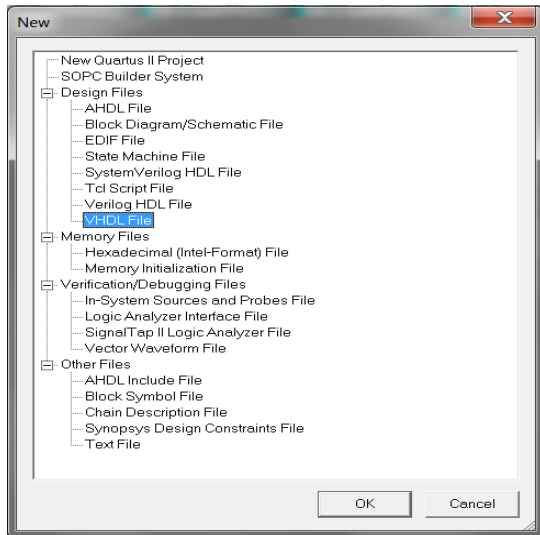 New
New Quartus II Project
SOPC Builder System
Design Files
AHDL File
Block Diagram/Schematic File
EDIF File
State Machine File
SystemVerilog HDL File
Tcl Script File
Verilog HDL File
VHDL File
Memory Files
Hexadecimal (Intel-Format) File
Memory Initialization File
Verification/Debugging Files
In-System Sources and Probes File
Logic Analyzer Interface File
SignalTap II Logic Analyzer File
Vector Waveform File
Other Files
AHDL Include File
Block Symbol File
Chain Description File
Synopsys Design Constraints File
Text File
OK Cancel